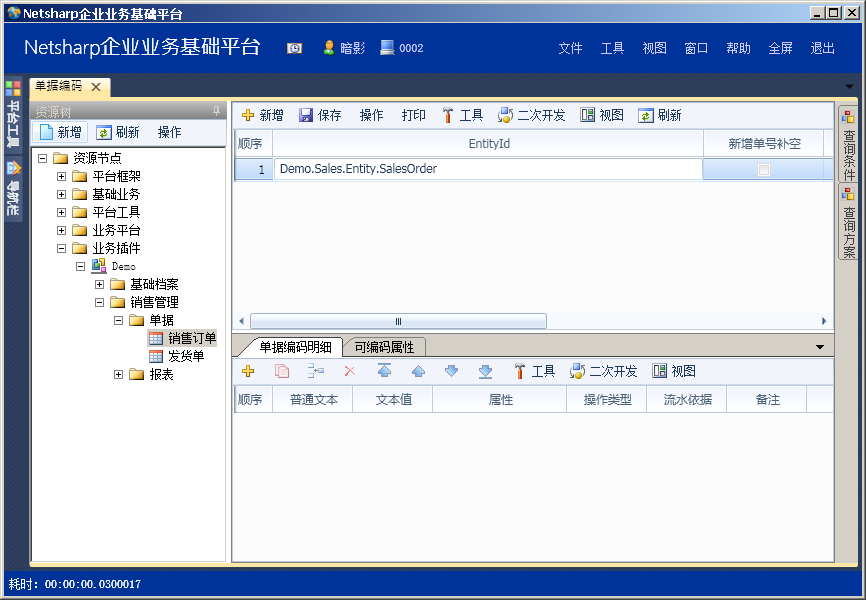 Netsharp企业业务基础平台
Netsharp企业业务基础平台 暗影 0002 文件 工具 视图 窗口 帮助 全屏 退出
平台工具
导航栏
单据编码
资源树
新增 刷新 操作
资源节点
平台框架
基础业务
平台工具
业务平台
业务插件
Demo
基础档案
销售管理
单据
销售订单
发货单
报表
新增 保存 操作 打印 工具 二次开发 视图 刷新
顺序 EntityId 新增单号补空
1 Demo.Sales.Entity.SalesOrder
单据编码明细 可编码属性
工具 二次开发 视图
顺序 普通文本 文本值 属性 操作类型 流水依据 备注
查询条件
查询方案
耗时：00:00:00.0300017